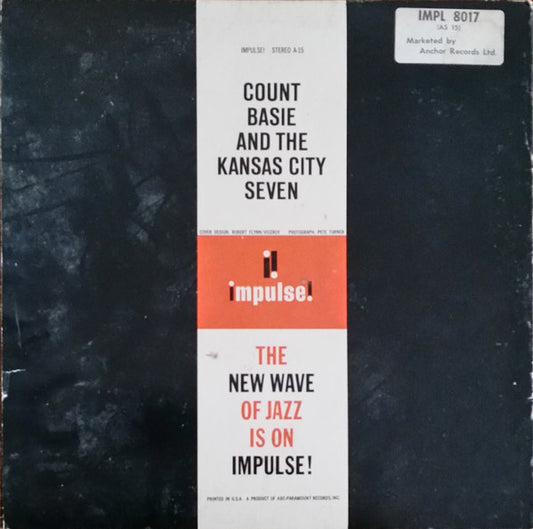 IMPL 8017
(AS 15)
Marketed by
Anchor Records Ltd.
IMPULSE! STEREO A-15
COUNT
BASIE
AND THE
KANSAS CITY
SEVEN
COVER DESIGN: ROBERT FLYNN/VICEROY PHOTOGRAPH: PETE TURNER
i!
impulse!
THE
NEW WAVE
OF JAZZ
IS ON
IMPULSE!
PRINTED IN U.S.A. A PRODUCT OF ABC-PARAMOUNT RECORDS, INC.